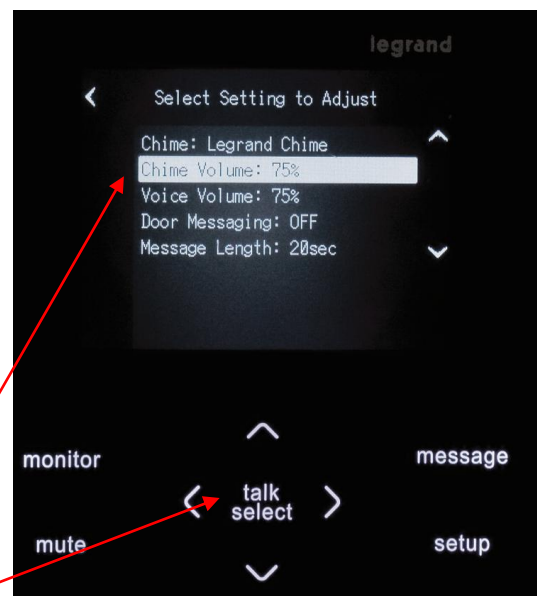 legrand
Select Setting to Adjust
Chime: Legrand Chime
Chime Volume: 75%
Voice Volume: 75%
Door Messaging: OFF
Message Length: 20sec
monitor
message
talk
select
mute
setup